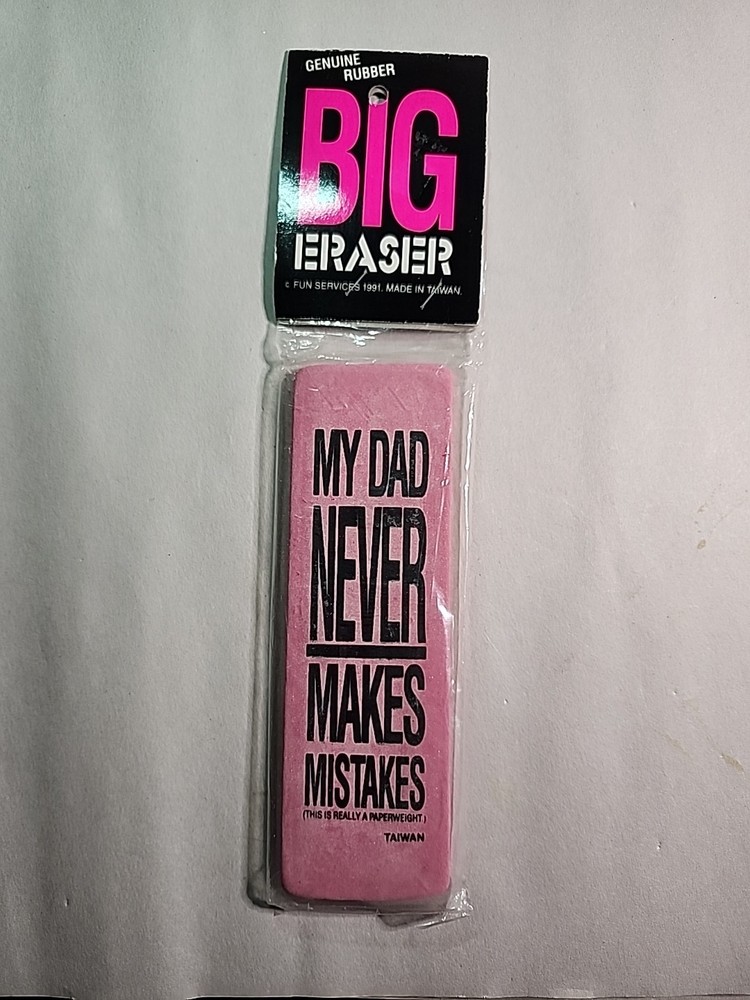 GENUINE
RUBBER
BIG
ERASER
c FUN SERVICES 1991. MADE IN TAIWAN.
MY DAD
NEVER
MAKES
MISTAKES
(THIS IS REALLY A PAPERWEIGHT)
TAIWAN